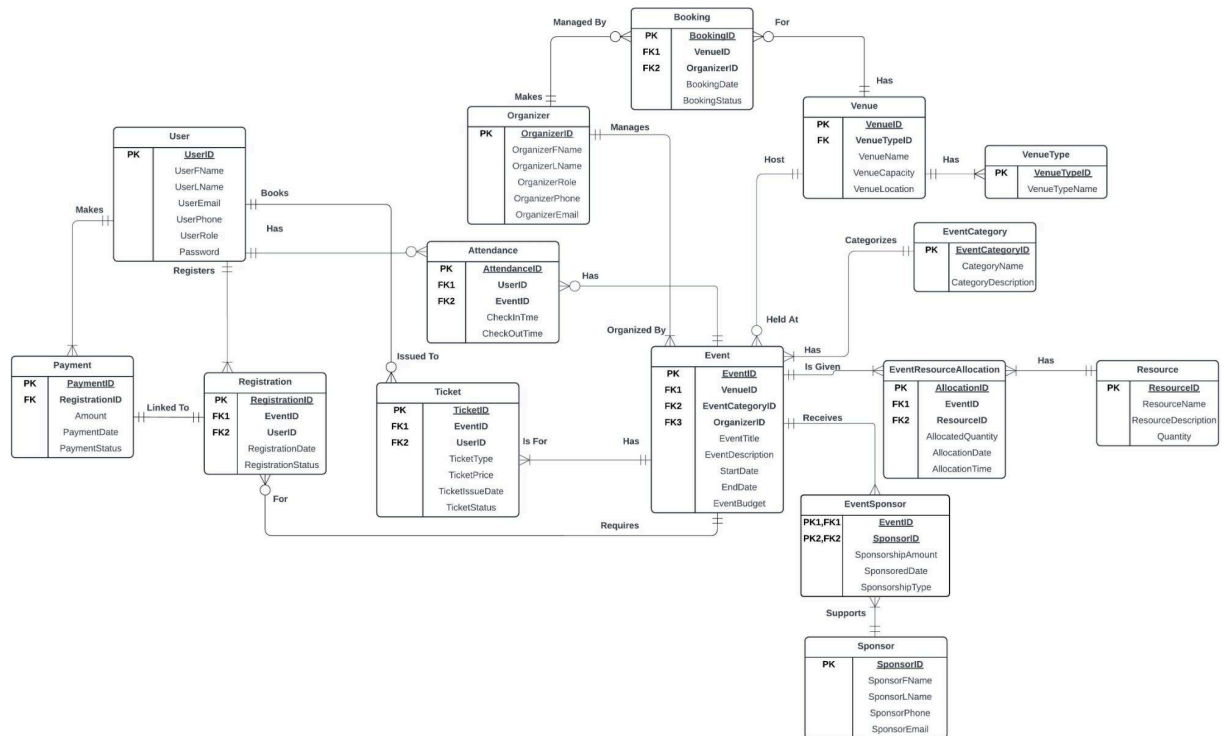 Managed By
For
Booking
PK BookingID
FK1 VenueID
FK2 OrganizerID
BookingDate
BookingStatus
Makes
Has
Organizer
PK OrganizerID
OrganizerFName
OrganizerLName
OrganizerRole
OrganizerPhone
OrganizerEmail
Manages
Venue
PK VenueID
FK VenueTypeID
VenueName
VenueCapacity
VenueLocation
Host
Has
VenueType
PK VenueTypeID
VenueTypeName
User
PK UserID
UserFName
UserLName
UserEmail
UserPhone
UserRole
Password
Makes
Books
Has
Registers
Attendance
PK AttendanceID
FK1 UserID
FK2 EventID
CheckInTme
CheckOutTime
Has
Categorizes
EventCategory
PK EventCategoryID
CategoryName
CategoryDescription
Organized By
Held At
Has
Is Given
Receives
Issued To
Payment
PK PaymentID
FK RegistrationID
Amount
PaymentDate
PaymentStatus
Linked To
Registration
PK RegistrationID
FK1 EventID
FK2 UserID
RegistrationDate
RegistrationStatus
For
Ticket
PK TicketID
FK1 EventID
FK2 UserID
TicketType
TicketPrice
TicketIssueDate
TicketStatus
Is For
Has
Requires
Event
PK EventID
FK1 VenueID
FK2 EventCategoryID
FK3 OrganizerID
EventTitle
EventDescription
StartDate
EndDate
EventBudget
EventResourceAllocation
PK AllocationID
FK1 EventID
FK2 ResourceID
AllocatedQuantity
AllocationDate
AllocationTime
Has
Resource
PK ResourceID
ResourceName
ResourceDescription
Quantity
EventSponsor
PK1,FK1 EventID
PK2,FK2 SponsorID
SponsorshipAmount
SponsoredDate
SponsorshipType
Supports
Sponsor
PK SponsorID
SponsorFName
SponsorLName
SponsorPhone
SponsorEmail